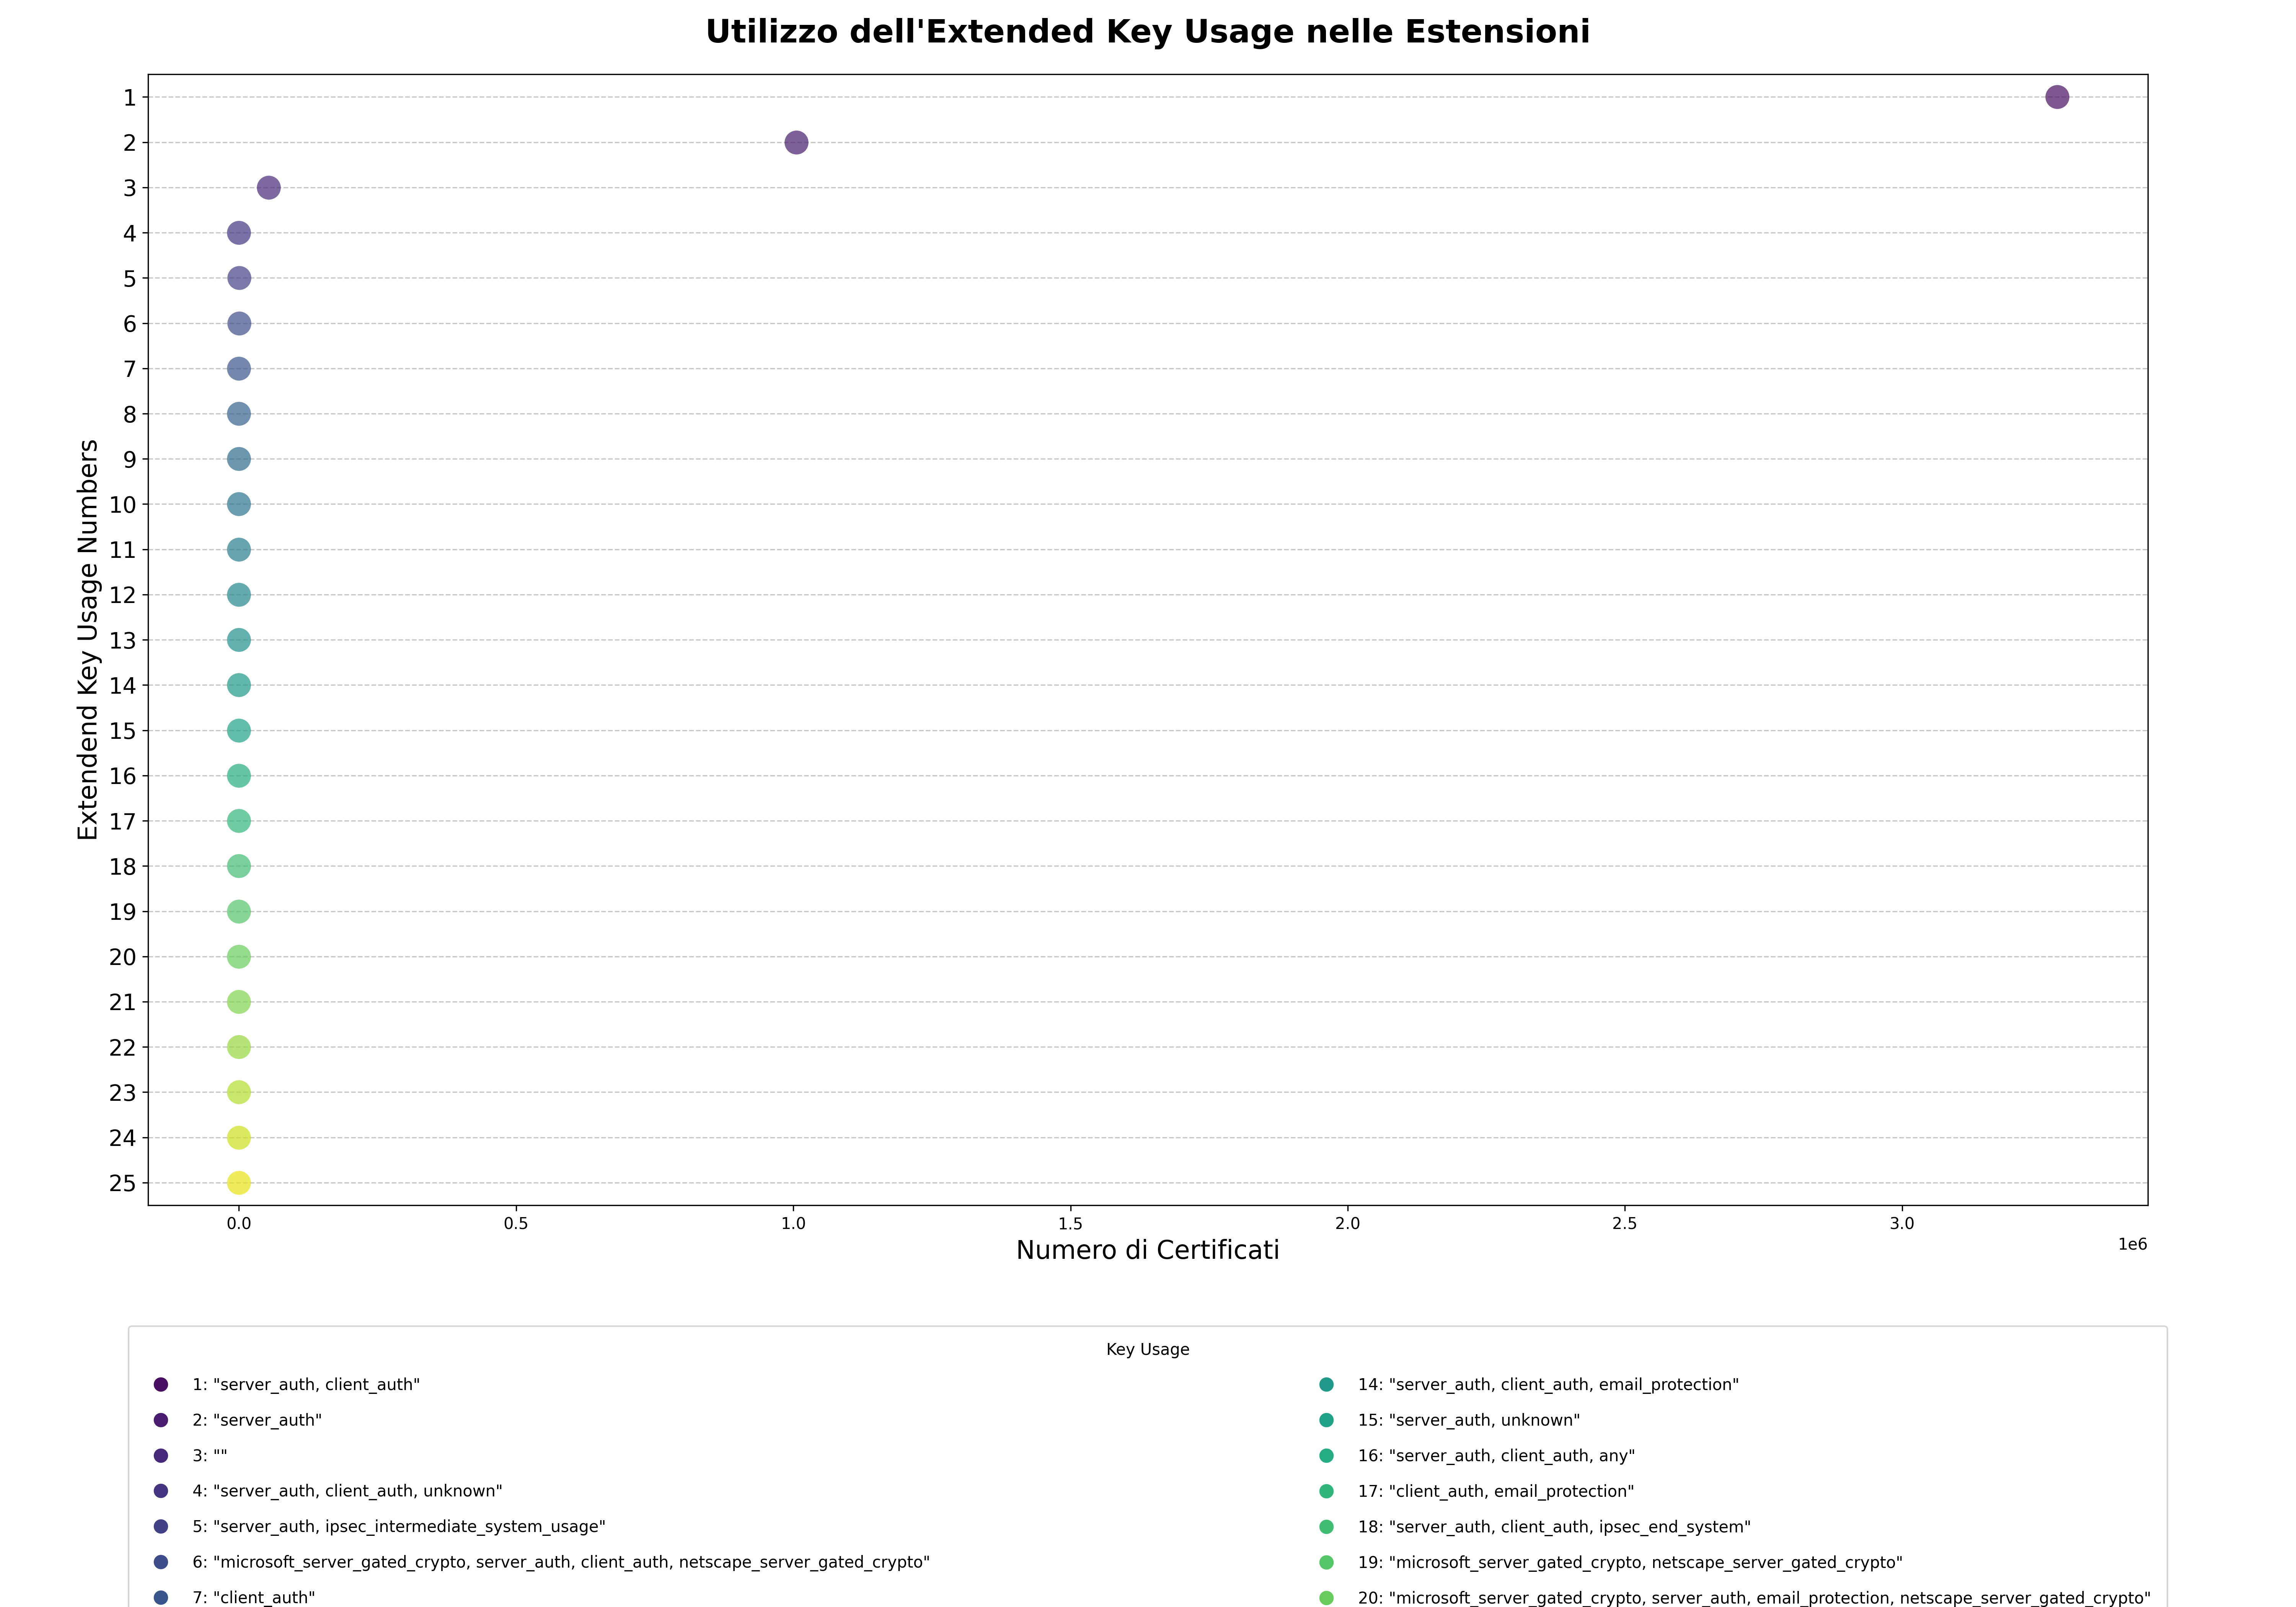 Utilizzo dell'Extended Key Usage nelle Estensioni
Extendend Key Usage Numbers
1
2
3
4
5
6
7
8
9
10
11
12
13
14
15
16
17
18
19
20
21
22
23
24
25
0.0 0.5 1.0 1.5 2.0 2.5 3.0
1e6
Numero di Certificati
Key Usage
1: "server_auth, client_auth"
2: "server_auth"
3: ""
4: "server_auth, client_auth, unknown"
5: "server_auth, ipsec_intermediate_system_usage"
6: "microsoft_server_gated_crypto, server_auth, client_auth, netscape_server_gated_crypto"
7: "client_auth"
14: "server_auth, client_auth, email_protection"
15: "server_auth, unknown"
16: "server_auth, client_auth, any"
17: "client_auth, email_protection"
18: "server_auth, client_auth, ipsec_end_system"
19: "microsoft_server_gated_crypto, netscape_server_gated_crypto"
20: "microsoft_server_gated_crypto, server_auth, email_protection, netscape_server_gated_crypto"